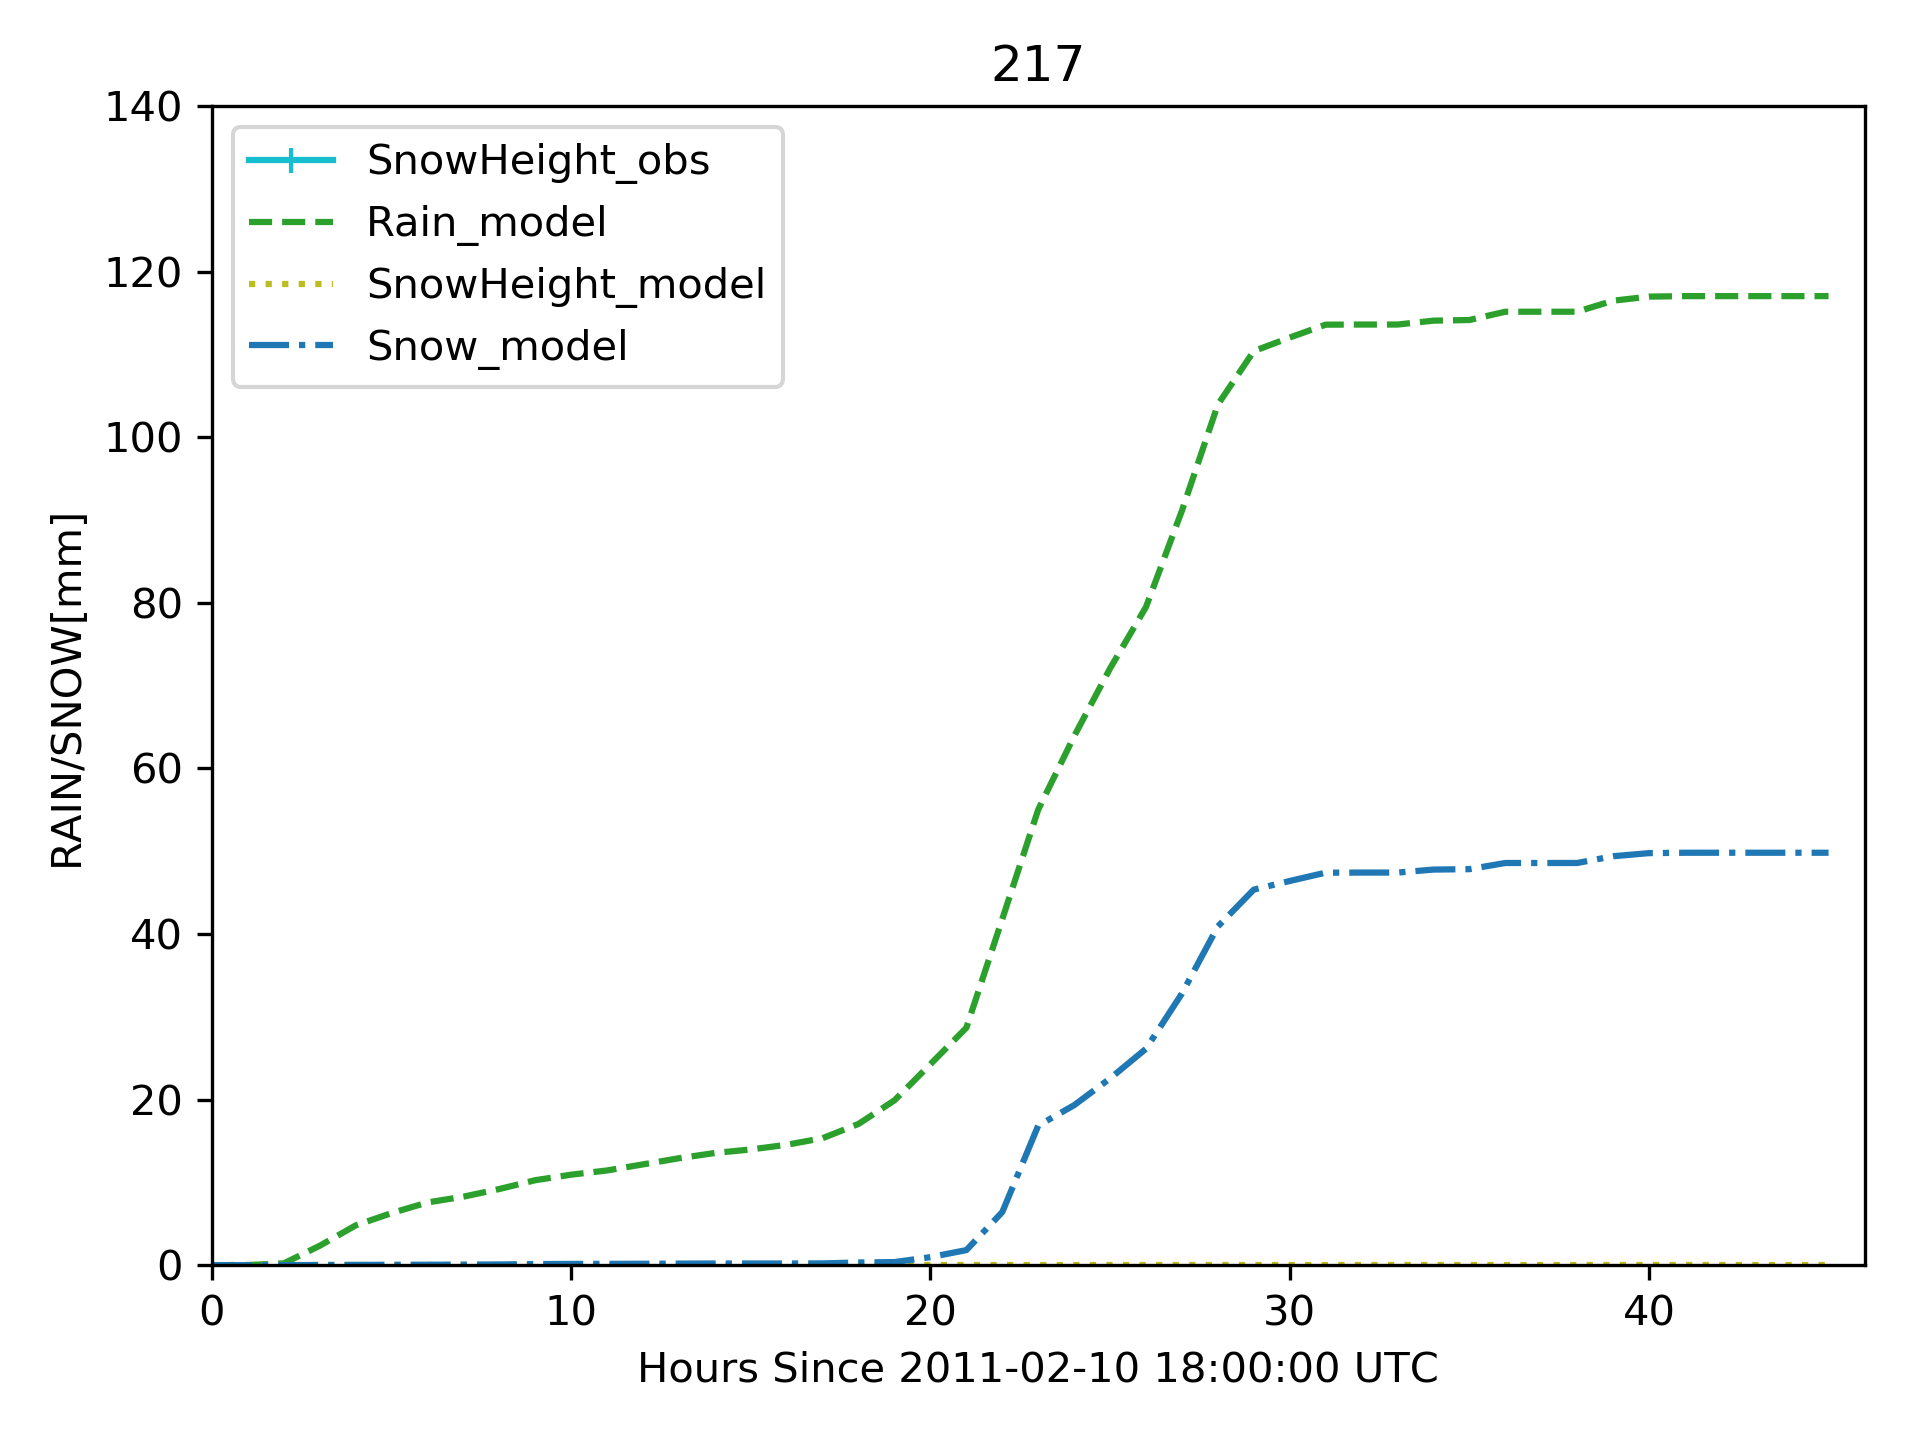 217
140
120
100
80
60
40
20
0
RAIN/SNOW[mm]
SnowHeight_obs
Rain_model
SnowHeight_model
Snow_model
0 10 20 30 40
Hours Since 2011-02-10 18:00:00 UTC